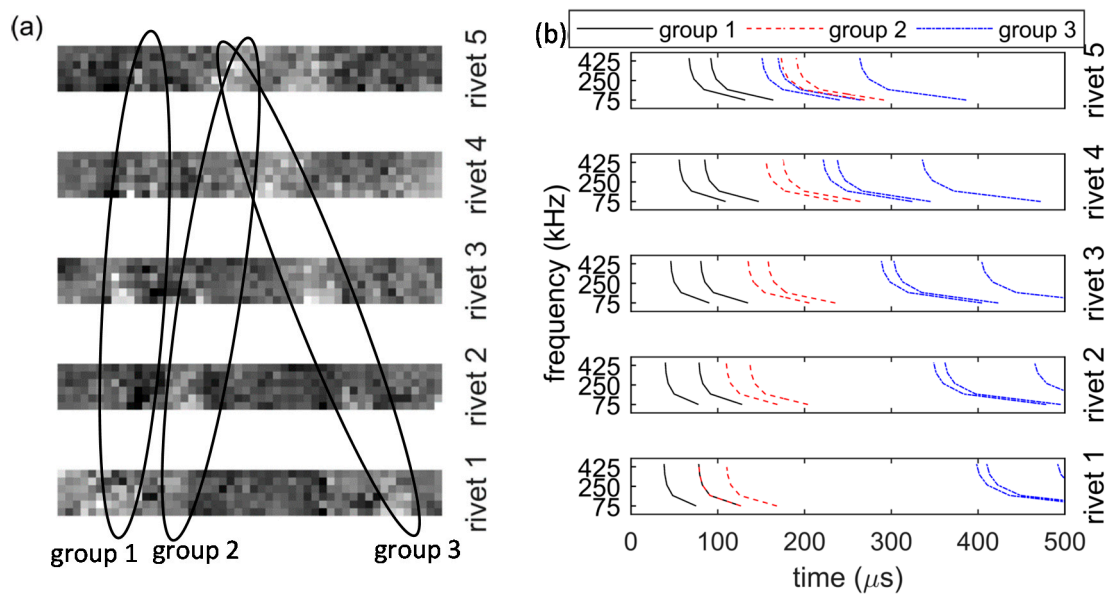 (a)
rivet 5
rivet 4
rivet 3
rivet 2
rivet 1
group 1
group 2
group 3
(b)
group 1
group 2
group 3
frequency (kHz)
425
250
75
rivet 5
425
250
75
rivet 4
425
250
75
rivet 3
425
250
75
rivet 2
425
250
75
rivet 1
0
100
200
300
400
500
time (μs)